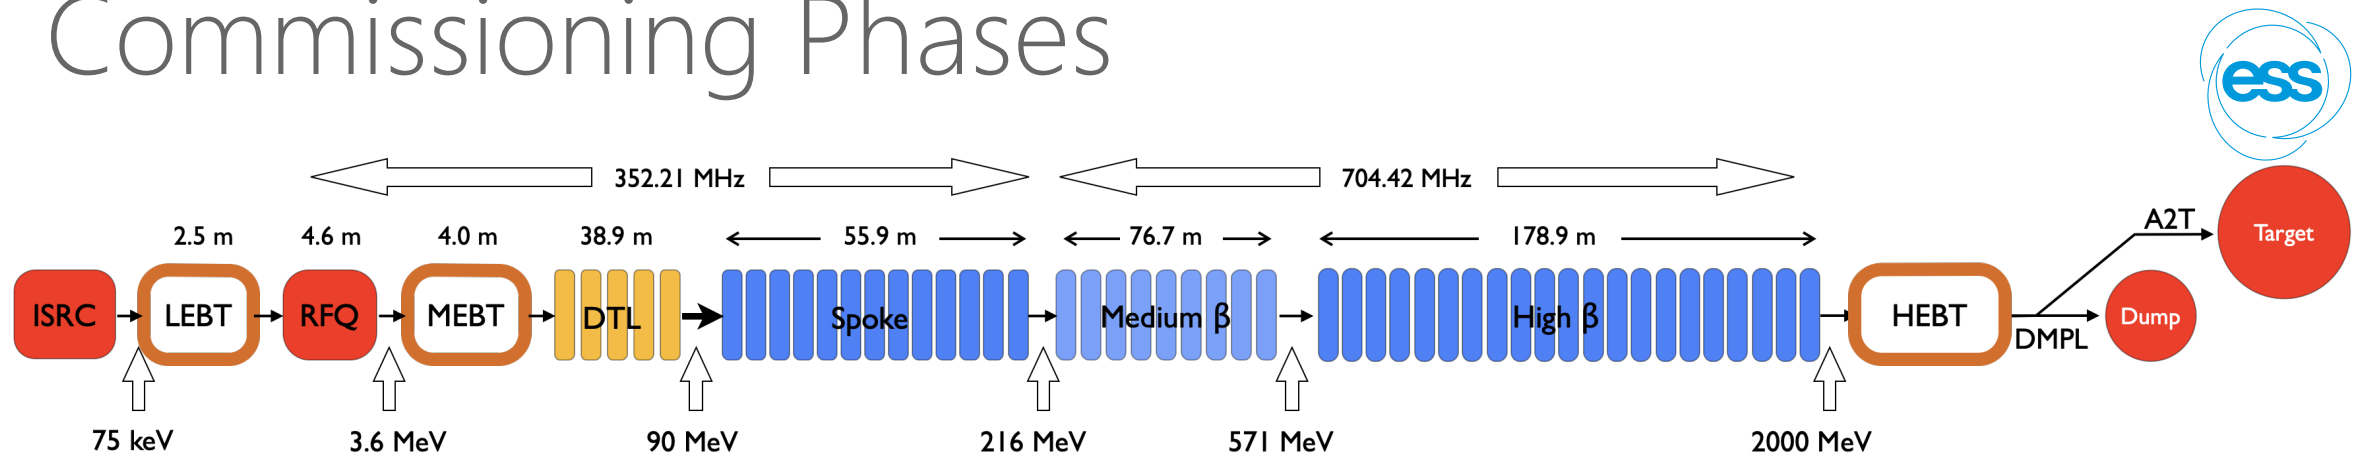 Commissioning Phases
ess
352.21 MHz 704.42 MHz
A2T
2.5 m 4.6 m 4.0 m 38.9 m 55.9 m 76.7 m 178.9 m
Target
ISRC LEBT RFQ MEBT DTL Spoke Medium β High β HEBT Dump
DMPL
75 keV 3.6 MeV 90 MeV 216 MeV 571 MeV 2000 MeV